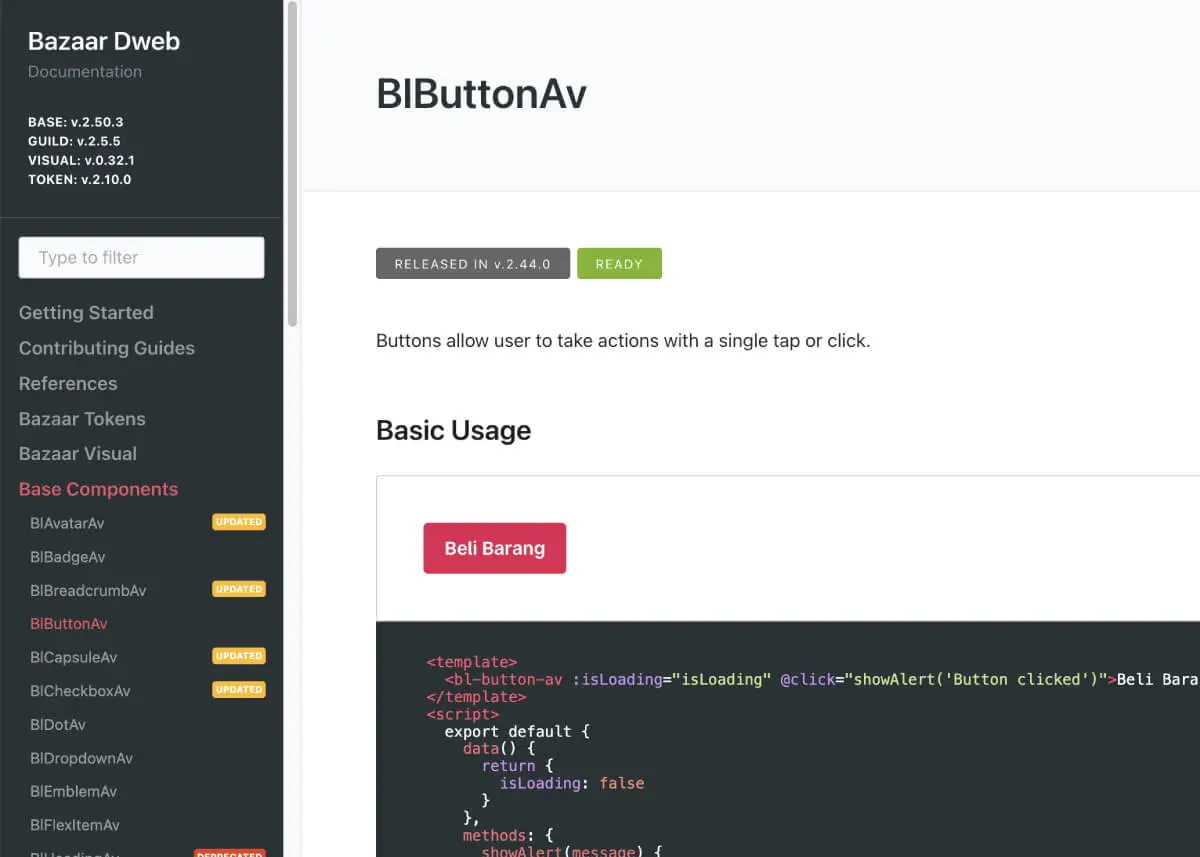 Bazaar Dweb
Documentation
BASE: v.2.50.3
GUILD: v.2.5.5
VISUAL: v.0.32.1
TOKEN: v.2.10.0
Type to filter
Getting Started
Contributing Guides
References
Bazaar Tokens
Bazaar Visual
Base Components
BlAvatarAv UPDATED
BlBadgeAv
BlBreadcrumbAv UPDATED
BlButtonAv
BlCapsuleAv UPDATED
BlCheckboxAv UPDATED
BlDotAv
BlDropdownAv
BlEmblemAv
BlFlexItemAv
BlHeadingAv DEPRECATED
BlButtonAv
RELEASED IN v.2.44.0 READY
Buttons allow user to take actions with a single tap or click.
Basic Usage
Beli Barang
<template>
<bl-button-av :isLoading="isLoading" @click="showAlert('Button clicked')">Beli Bara
</template>
<script>
export default {
data() {
return {
isLoading: false
}
},
methods: {
showAlert(message) {